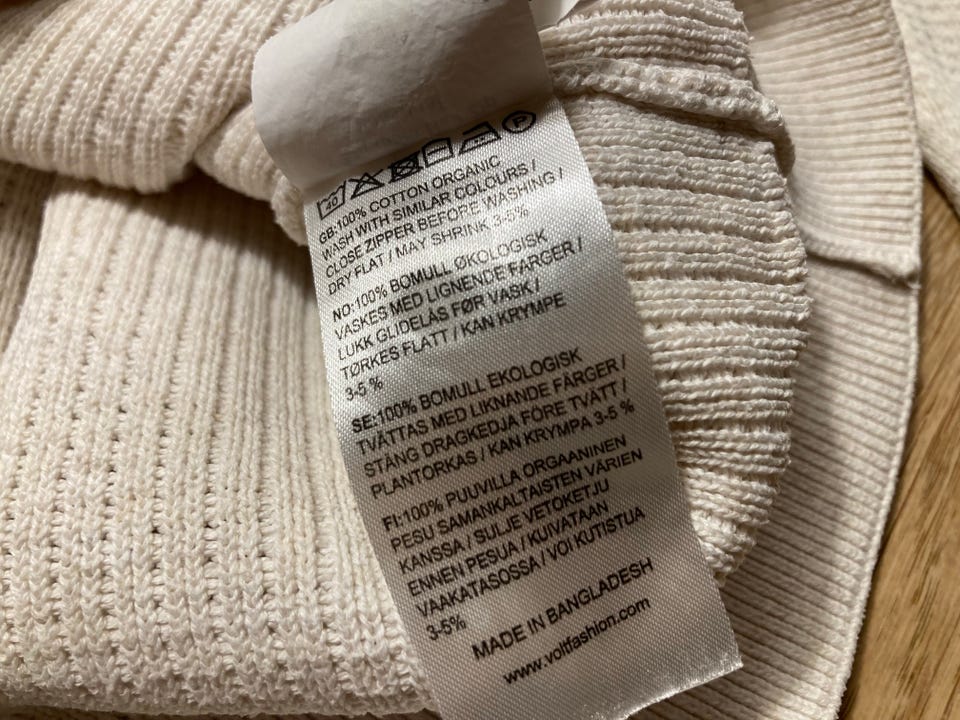 40 P
GB:100% COTTON ORGANIC
WASH WITH SIMILAR COLOURS /
CLOSE ZIPPER BEFORE WASHING /
DRY FLAT / MAY SHRINK 3-5%
NO:100% BOMULL ØKOLOGISK
VASKES MED LIGNENDE FARGER /
LUKK GLIDELÅS FØR VASK /
TØRKES FLATT / KAN KRYMPE
3-5 %
SE:100% BOMULL EKOLOGISK
TVÄTTAS MED LIKNANDE FÄRGER /
STÄNG DRAGKEDJA FÖRE TVÄTT /
PLANTORKAS / KAN KRYMPA 3-5 %
FI:100% PUUVILLA ORGAANINEN
PESU SAMANKALTAISTEN VÄRIEN
KANSSA / SULJE VETOKETJU
ENNEN PESUA / KUIVATAAN
VAAKATASOSSA / VOI KUTISTUA
3-5%
MADE IN BANGLADESH
www.voltfashion.com